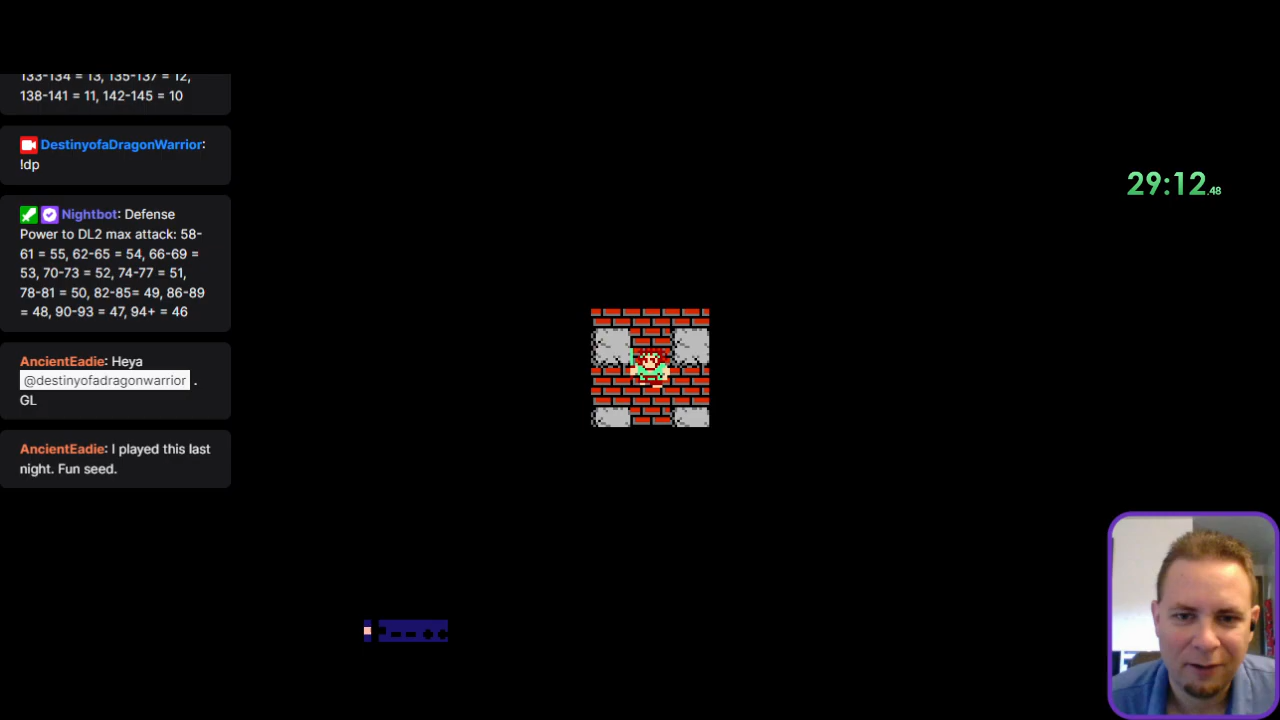 133-134 = 13, 135-137 = 12,
138-141 = 11, 142-145 = 10
DestinyofaDragonWarrior:
!dp
Nightbot: Defense
Power to DL2 max attack: 58-
61 = 55, 62-65 = 54, 66-69 =
53, 70-73 = 52, 74-77 = 51,
78-81 = 50, 82-85= 49, 86-89
= 48, 90-93 = 47, 94+ = 46
AncientEadie: Heya
@destinyofadragonwarrior .
GL
AncientEadie: I played this last
night. Fun seed.
29:12.48